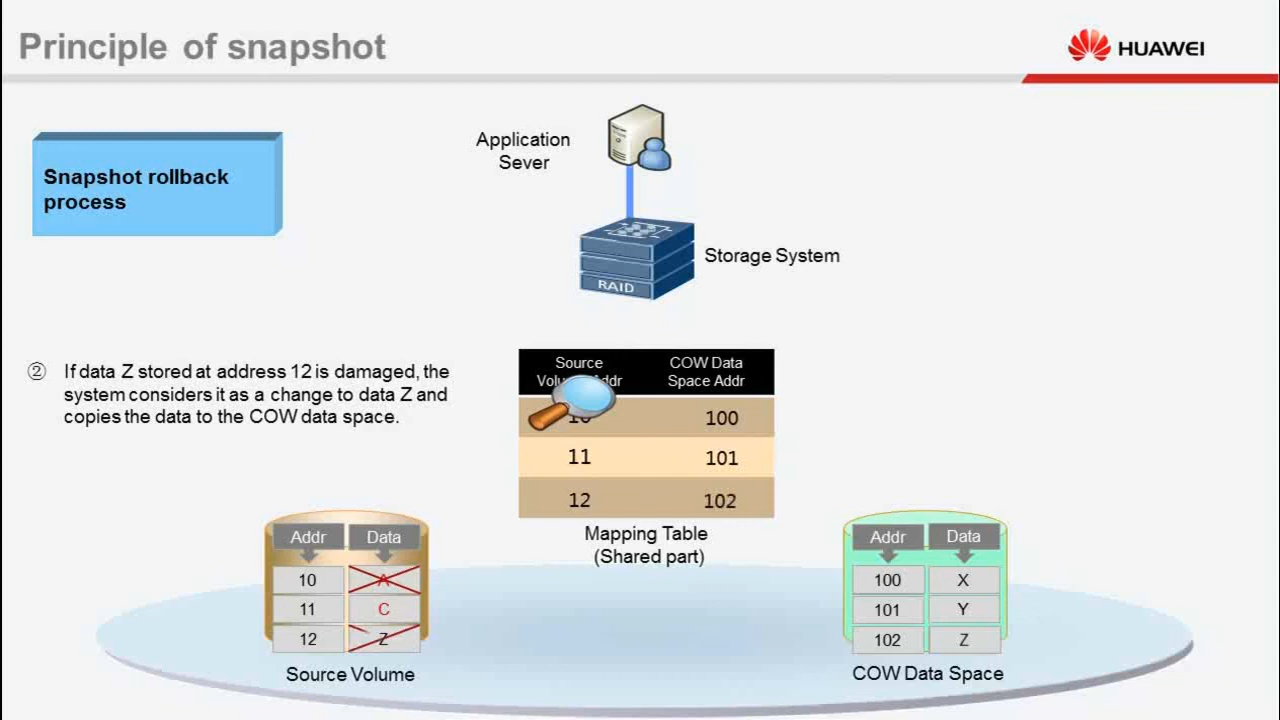 Principle of snapshot
HUAWEI
Snapshot rollback
process
Application
Sever
Storage System
RAID
② If data Z stored at address 12 is damaged, the
system considers it as a change to data Z and
copies the data to the COW data space.
Source COW Data
Addr Space Addr
100
11 101
12 102
Mapping Table
(Shared part)
Addr Data
10 A
11 C
12 Z
Source Volume
Addr Data
100 X
101 Y
102 Z
COW Data Space